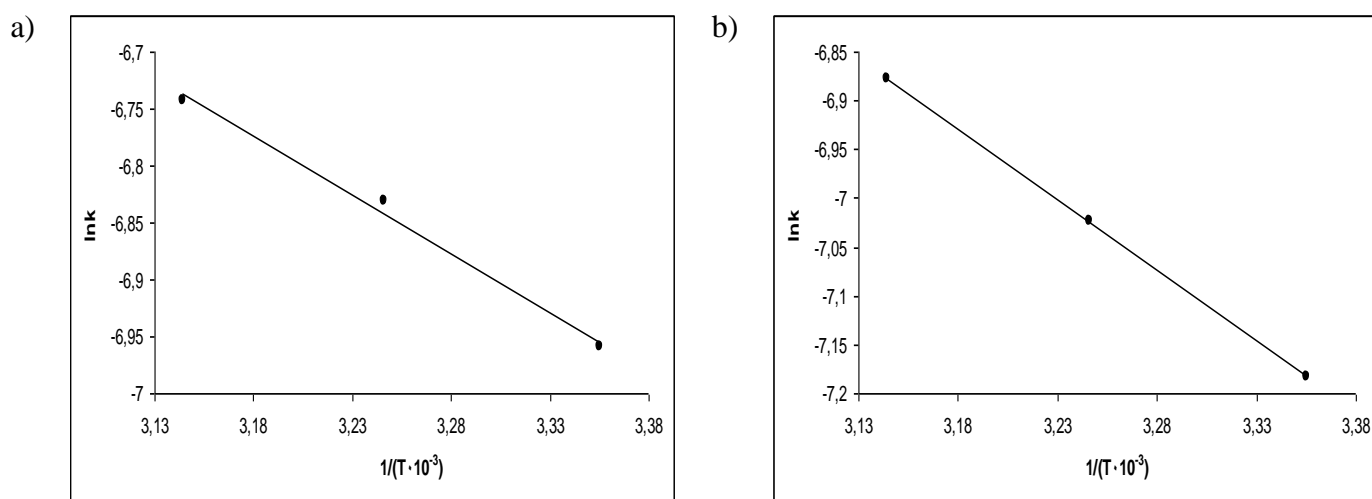 a)
-6,7
-6,75
-6,8
-6,85
-6,9
-6,95
-7
lnk
3,13 3,18 3,23 3,28 3,33 3,38
1/(T·10⁻³)
b)
-6,85
-6,9
-6,95
-7
-7,05
-7,1
-7,15
-7,2
lnk
3,13 3,18 3,23 3,28 3,33 3,38
1/(T·10⁻³)